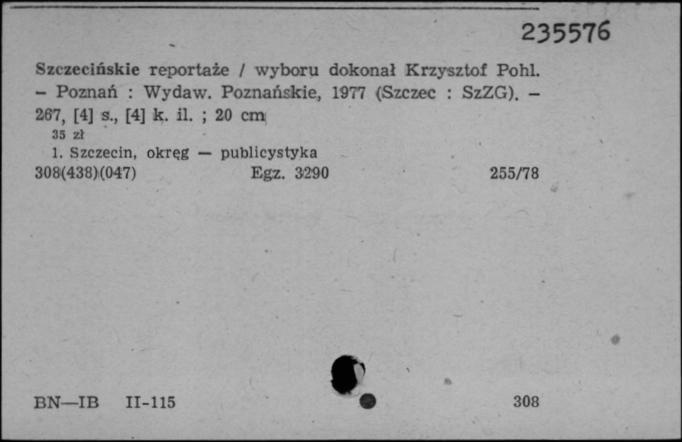 235576
Szczecińskie reportaże / wyboru dokonał Krzysztof Pohl.
— Poznań : Wydaw. Poznańskie, 1977 (Szczec : SzZG). —
267, [4] s., [4] k. il. ; 20 cm
35 zł
1. Szczecin, okręg — publicystyka
308(438)(047) Egz. 3290 255/78
BN—IB II-115 308